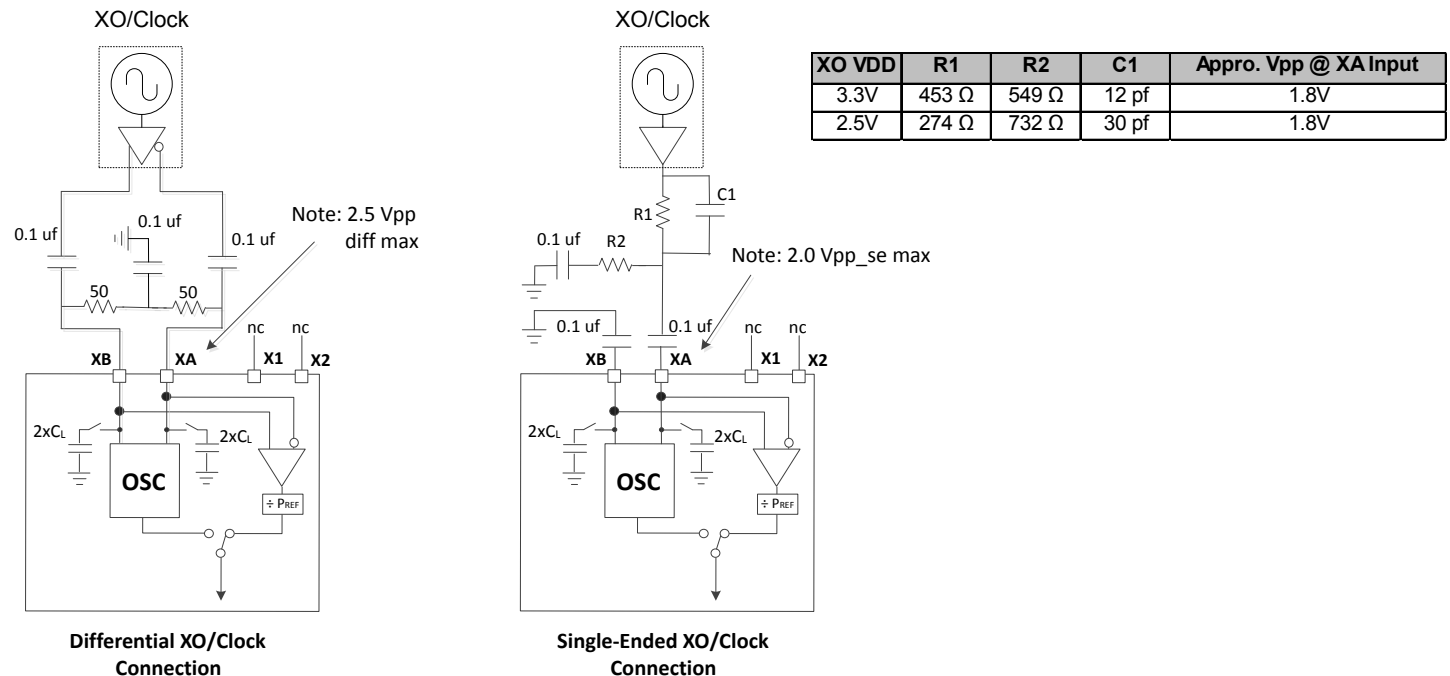 XO/Clock
0.1 uf
0.1 uf
0.1 uf
50
50
Note: 2.5 Vpp
diff max
nc
nc
XB
XA
X1
X2
2xCL
2xCL
OSC
÷ PREF
Differential XO/Clock
Connection
XO/Clock
C1
R1
0.1 uf
R2
Note: 2.0 Vpp_se max
0.1 uf
0.1 uf
nc
nc
XB
XA
X1
X2
2xCL
2xCL
OSC
÷ PREF
Single-Ended XO/Clock
Connection
XO VDD R1 R2 C1 Appro. Vpp @ XA Input
3.3V 453 Ω 549 Ω 12 pf 1.8V
2.5V 274 Ω 732 Ω 30 pf 1.8V